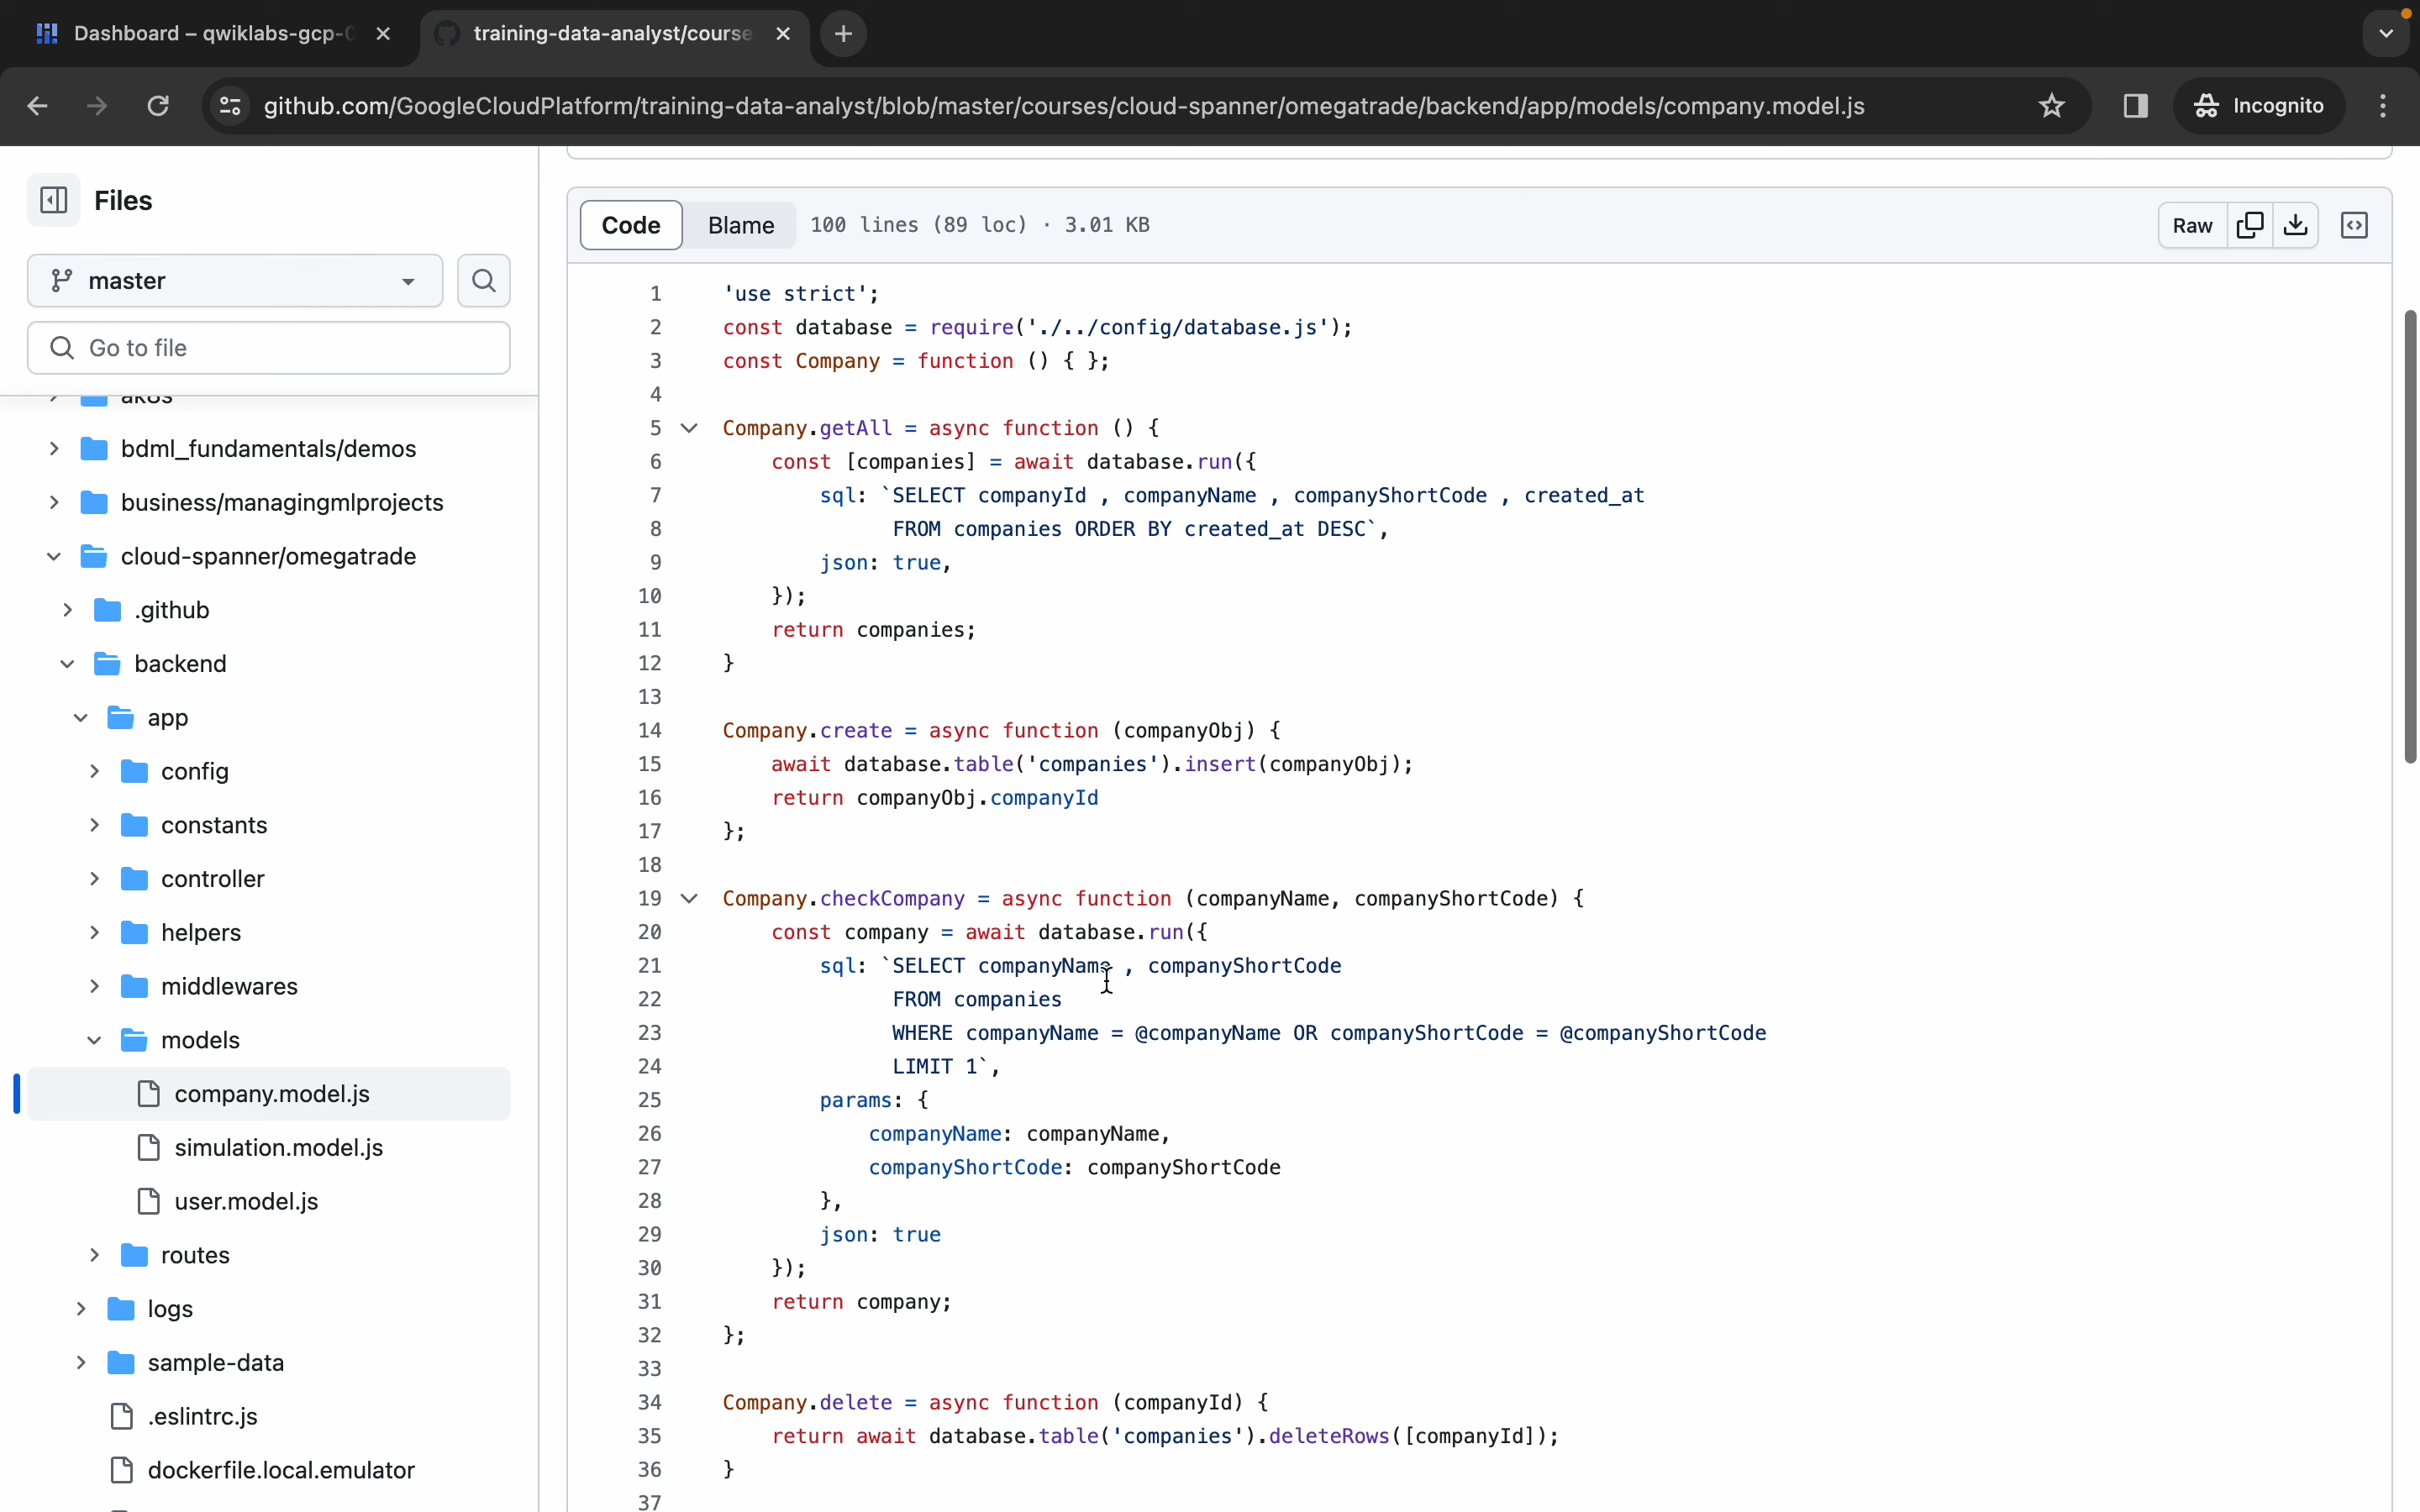 Dashboard – qwiklabs-gcp-
training-data-analyst/course
github.com/GoogleCloudPlatform/training-data-analyst/blob/master/courses/cloud-spanner/omegatrade/backend/app/models/company.model.js
Incognito
Files
master
Go to file
ak8s
bdml_fundamentals/demos
business/managingmlprojects
cloud-spanner/omegatrade
.github
backend
app
config
constants
controller
helpers
middlewares
models
company.model.js
simulation.model.js
user.model.js
routes
logs
sample-data
.eslintrc.js
dockerfile.local.emulator
Code Blame 100 lines (89 loc) · 3.01 KB Raw
1 'use strict';
2 const database = require('./../config/database.js');
3 const Company = function () { };
4
5 Company.getAll = async function () {
6 const [companies] = await database.run({
7 sql: `SELECT companyId , companyName , companyShortCode , created_at
8 FROM companies ORDER BY created_at DESC`,
9 json: true,
10 });
11 return companies;
12 }
13
14 Company.create = async function (companyObj) {
15 await database.table('companies').insert(companyObj);
16 return companyObj.companyId
17 };
18
19 Company.checkCompany = async function (companyName, companyShortCode) {
20 const company = await database.run({
21 sql: `SELECT companyName , companyShortCode
22 FROM companies
23 WHERE companyName = @companyName OR companyShortCode = @companyShortCode
24 LIMIT 1`,
25 params: {
26 companyName: companyName,
27 companyShortCode: companyShortCode
28 },
29 json: true
30 });
31 return company;
32 };
33
34 Company.delete = async function (companyId) {
35 return await database.table('companies').deleteRows([companyId]);
36 }
37